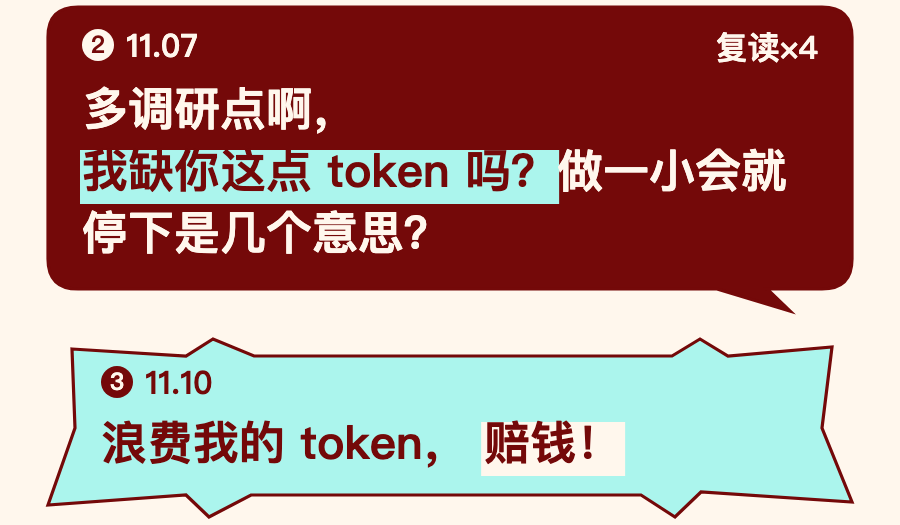 2 11.07 复读×4
多调研点啊，
我缺你这点 token 吗？做一小会就
停下是几个意思？
3 11.10
浪费我的 token， 赔钱！